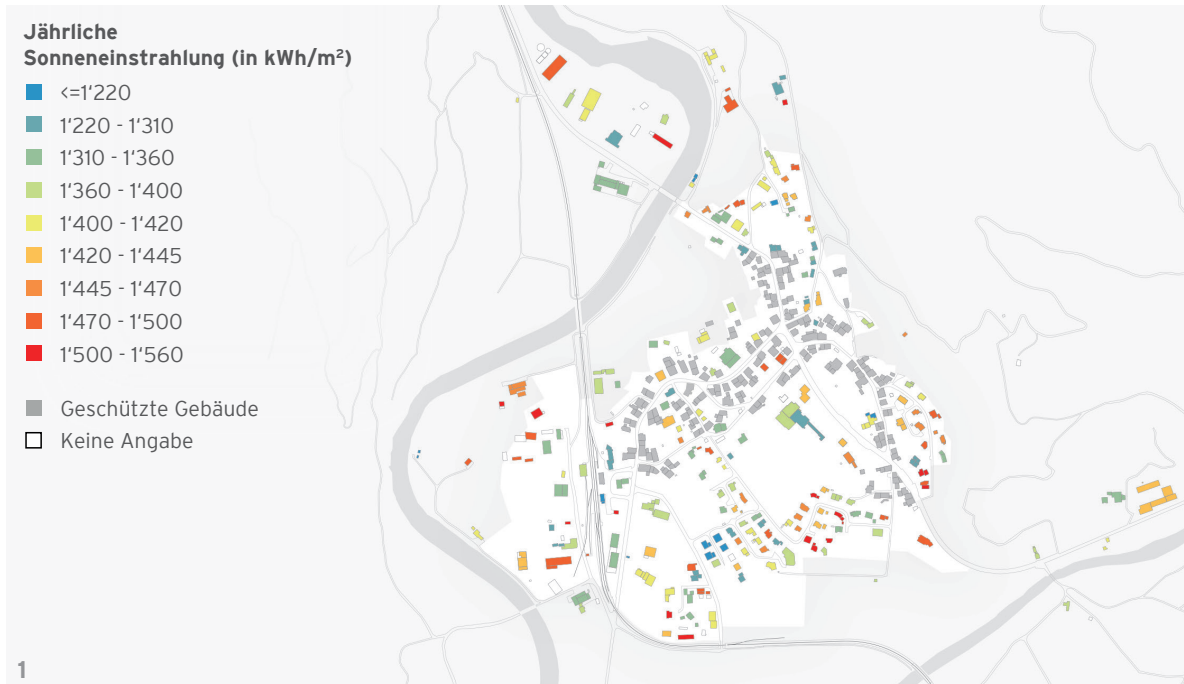 Jährliche
Sonneneinstrahlung (in kWh/m²)
<=1‘220
1‘220 - 1‘310
1‘310 - 1‘360
1‘360 - 1‘400
1‘400 - 1‘420
1‘420 - 1‘445
1‘445 - 1‘470
1‘470 - 1‘500
1‘500 - 1‘560
Geschützte Gebäude
Keine Angabe
1